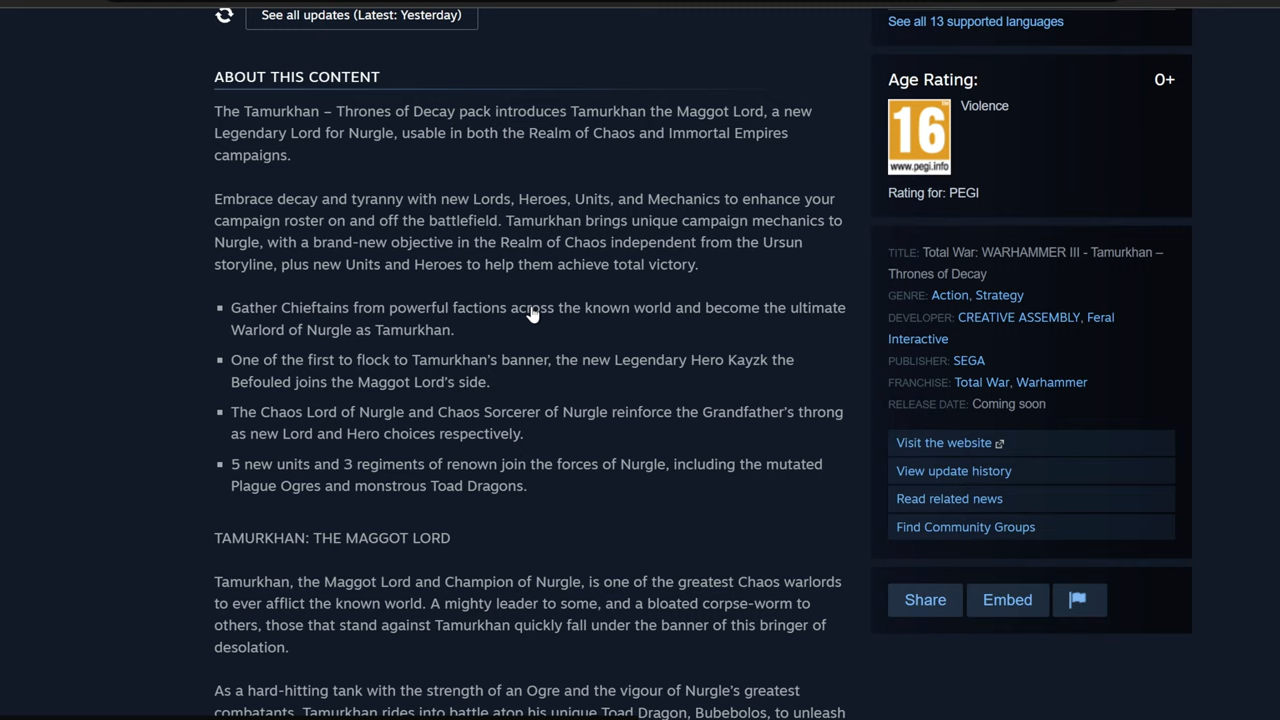 See all updates (Latest: Yesterday)
See all 13 supported languages
ABOUT THIS CONTENT
The Tamurkhan – Thrones of Decay pack introduces Tamurkhan the Maggot Lord, a new
Legendary Lord for Nurgle, usable in both the Realm of Chaos and Immortal Empires
campaigns.
Embrace decay and tyranny with new Lords, Heroes, Units, and Mechanics to enhance your
campaign roster on and off the battlefield. Tamurkhan brings unique campaign mechanics to
Nurgle, with a brand-new objective in the Realm of Chaos independent from the Ursun
storyline, plus new Units and Heroes to help them achieve total victory.
Gather Chieftains from powerful factions across the known world and become the ultimate
Warlord of Nurgle as Tamurkhan.
One of the first to flock to Tamurkhan's banner, the new Legendary Hero Kayzk the
Befouled joins the Maggot Lord's side.
The Chaos Lord of Nurgle and Chaos Sorcerer of Nurgle reinforce the Grandfather's throng
as new Lord and Hero choices respectively.
5 new units and 3 regiments of renown join the forces of Nurgle, including the mutated
Plague Ogres and monstrous Toad Dragons.
TAMURKHAN: THE MAGGOT LORD
Tamurkhan, the Maggot Lord and Champion of Nurgle, is one of the greatest Chaos warlords
to ever afflict the known world. A mighty leader to some, and a bloated corpse-worm to
others, those that stand against Tamurkhan quickly fall under the banner of this bringer of
desolation.
As a hard-hitting tank with the strength of an Ogre and the vigour of Nurgle's greatest
combatants, Tamurkhan rides into battle atop his unique Toad Dragon, Bubebolos, to unleash
Age Rating: 0+
16
www.pegi.info
Violence
Rating for: PEGI
TITLE: Total War: WARHAMMER III - Tamurkhan –
Thrones of Decay
GENRE: Action, Strategy
DEVELOPER: CREATIVE ASSEMBLY, Feral
Interactive
PUBLISHER: SEGA
FRANCHISE: Total War, Warhammer
RELEASE DATE: Coming soon
Visit the website
View update history
Read related news
Find Community Groups
Share Embed